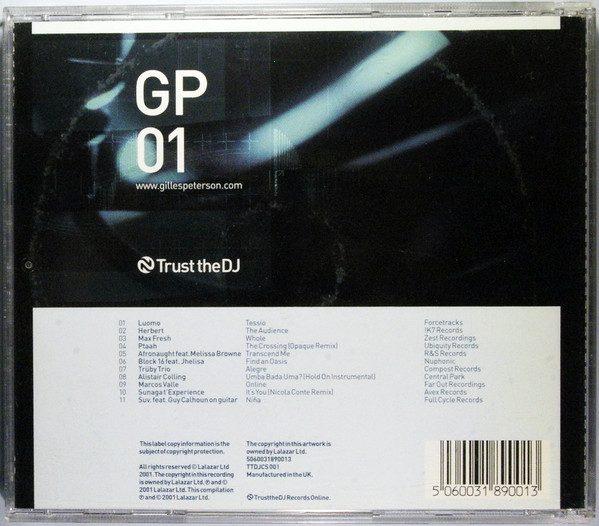 GP
01
www.gillespeterson.com
Trust the DJ
01 Luomo Tessio Forcetracks
02 Herbert The Audience !K7 Records
03 Max Fresh Whole Zest Recordings
04 Ptaah The Crossing (Opaque Remix) Ubiquity Records
05 Afronaught feat. Melissa Browne Transcend Me R&S Records
06 Block 16 feat. Jhelisa Find an Oasis Nuphonic
07 Trüby Trio Alegre Compost Records
08 Alistair Colling Umba Bada Uma? (Hold On Instrumental) Central Park
09 Marcos Valle Online Far Out Recordings
10 Sunaga t'Experience It's You (Nicola Conte Remix) Avex Records
11 Suv. feat. Guy Calhoun on guitar Niña Full Cycle Records
This label copy information is the
subject of copyright protection.
All rights reserved © Lalazar Ltd
2001. The copyright in this recording
is owned by Lalazar Ltd. ℗ and ©
2001 Lalazar Ltd. This compilation
℗ and © 2001 Lalazar Ltd.
The copyright in this artwork is
owned by Lalazar Ltd.
5060031890013
TTDJCS 001
Manufactured in the UK.
TrusttheDJ Records Online.
5 060031 890013